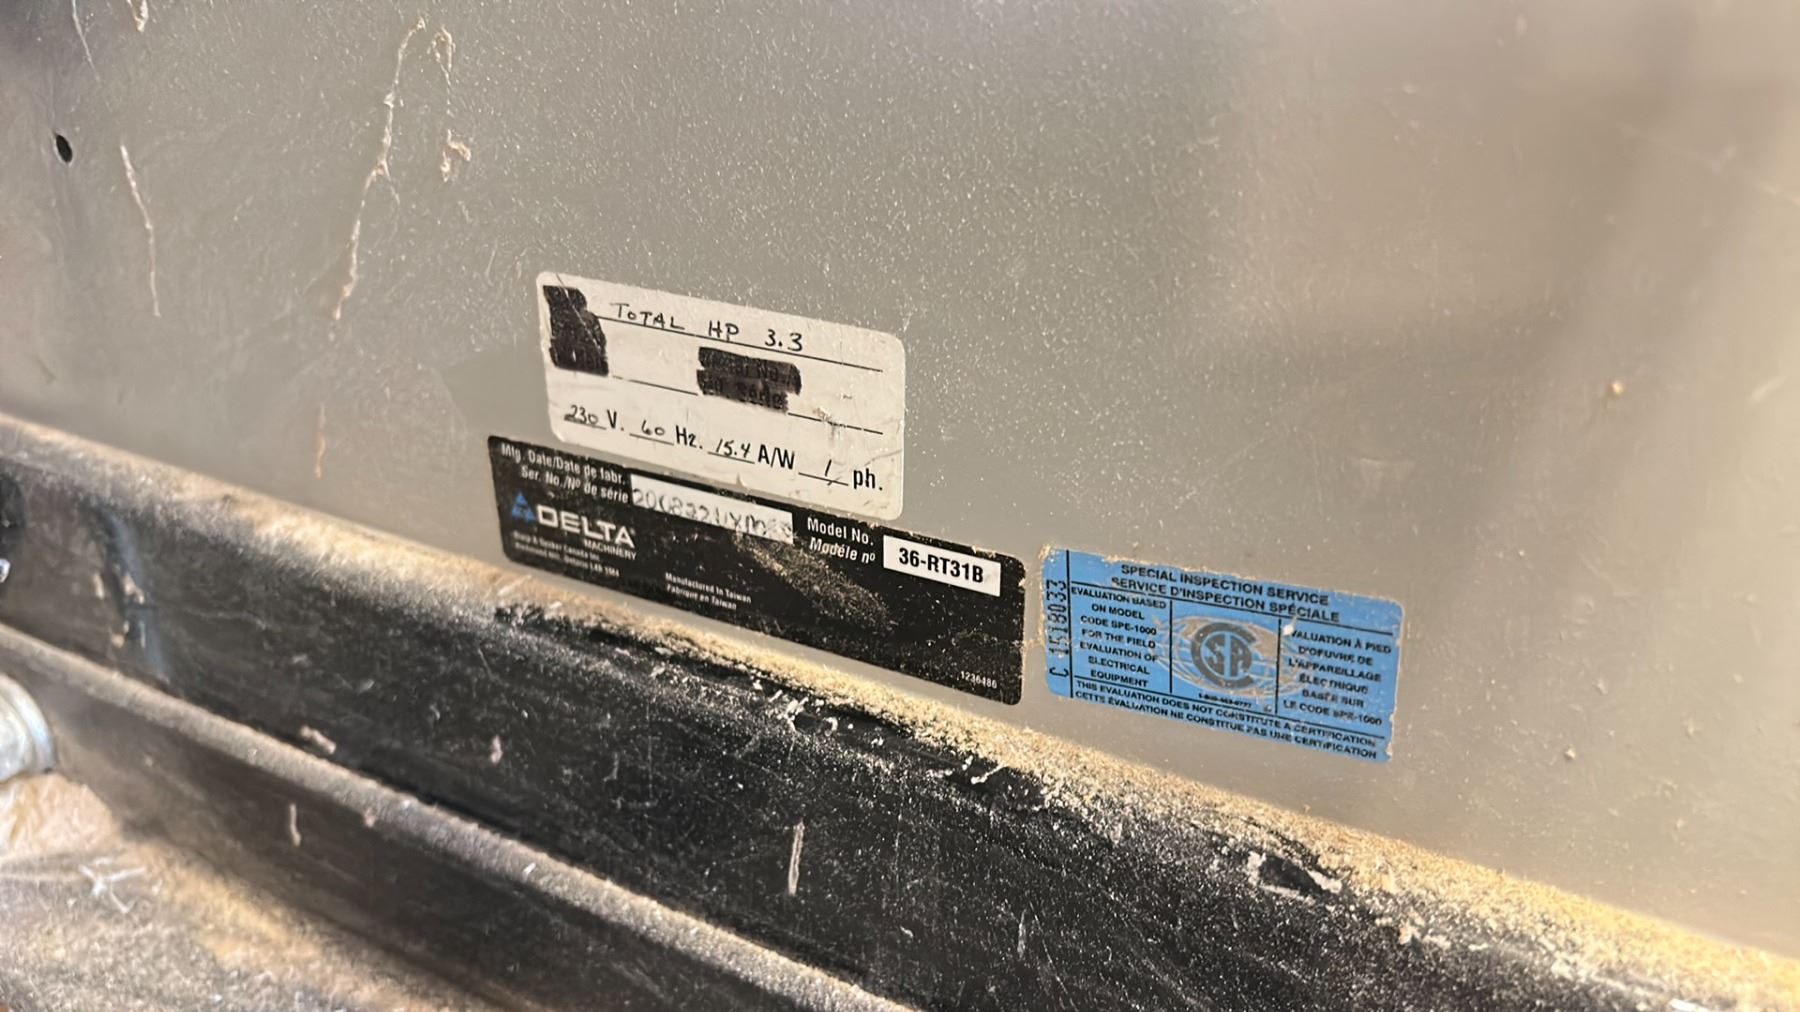 TOTAL HP 3.3
230 V. 60 Hz. 15.4 A/W 1 ph.
Mfg. Date/Date de fabr.
Ser. No./Nº de série
Model No.
Modéle nº
36-RT31B
DELTA
MACHINERY
Manufactured in Taiwan
Fabriqué en Taiwan
1236486
C 1518033
SPECIAL INSPECTION SERVICE
SERVICE D'INSPECTION SPÉCIALE
EVALUATION BASED
ON MODEL
CODE SPE-1000
FOR THE FIELD
EVALUATION OF
ELECTRICAL
EQUIPMENT
CSA
ÉVALUATION À PIED
D'OEUVRE DE
L'APPAREILLAGE
ÉLECTRIQUE
BASÉE SUR
LE CODE SPE-1000
THIS EVALUATION DOES NOT CONSTITUTE A CERTIFICATION
CETTE ÉVALUATION NE CONSTITUE PAS UNE CERTIFICATION